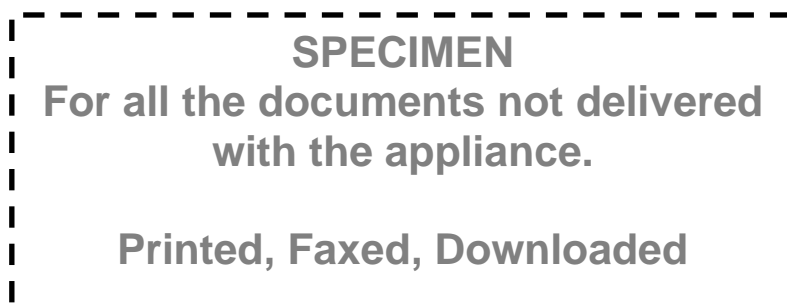 SPECIMEN
For all the documents not delivered
with the appliance.
Printed, Faxed, Downloaded